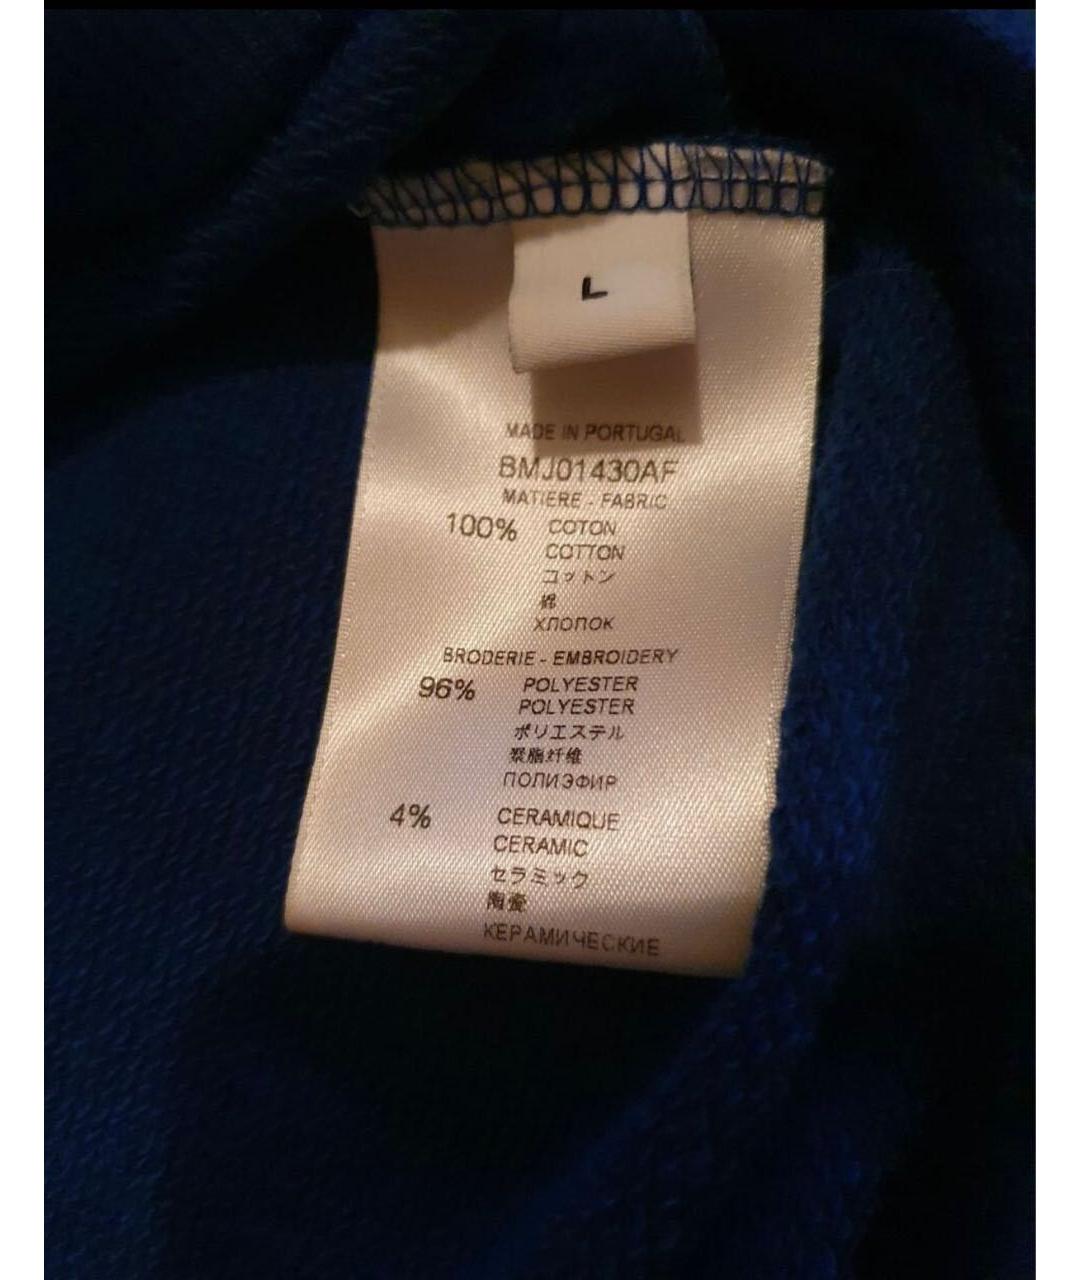 L
MADE IN PORTUGAL
BMJ01430AF
MATIERE - FABRIC
100% COTON
COTTON
コットン
棉
ХЛОПОК
BRODERIE - EMBROIDERY
96% POLYESTER
POLYESTER
ポリエステル
聚脂纤维
ПОЛИЭФИР
4% CERAMIQUE
CERAMIC
セラミック
陶瓷
КЕРАМИЧЕСКИЕ